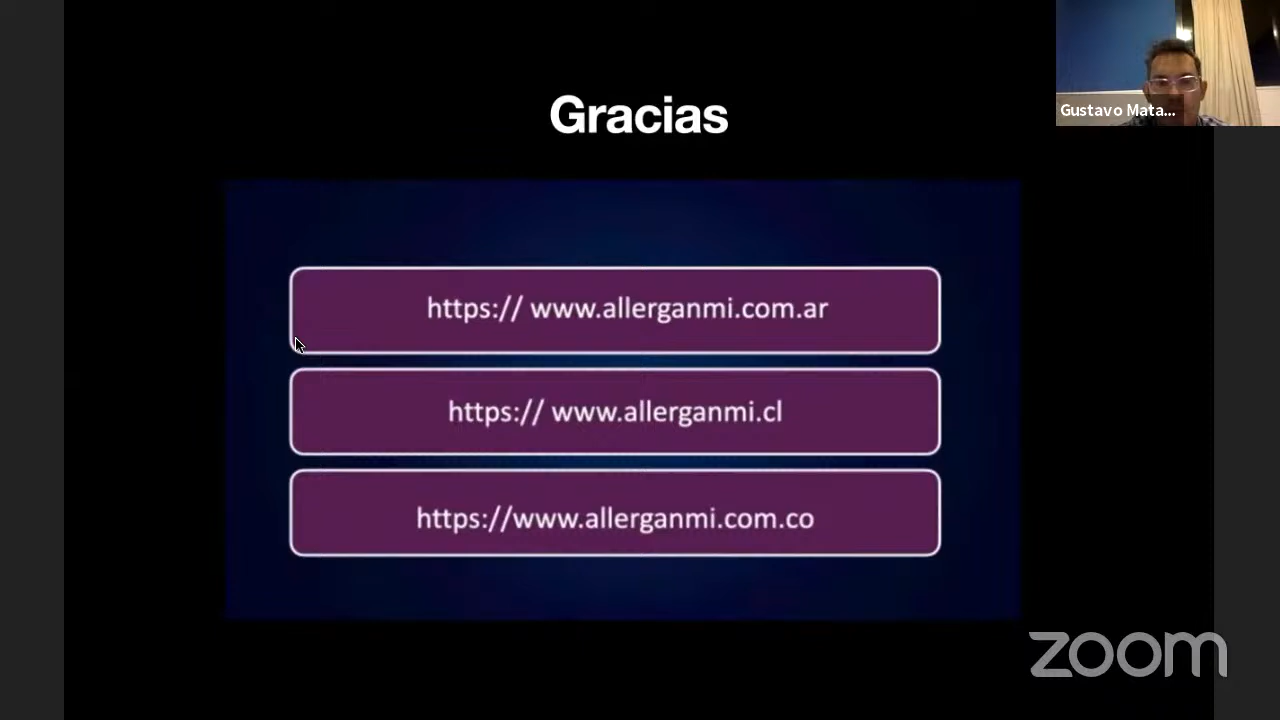 Gracias
Gustavo Mata...
https:// www.allerganmi.com.ar
https:// www.allerganmi.cl
https://www.allerganmi.com.co
zoom